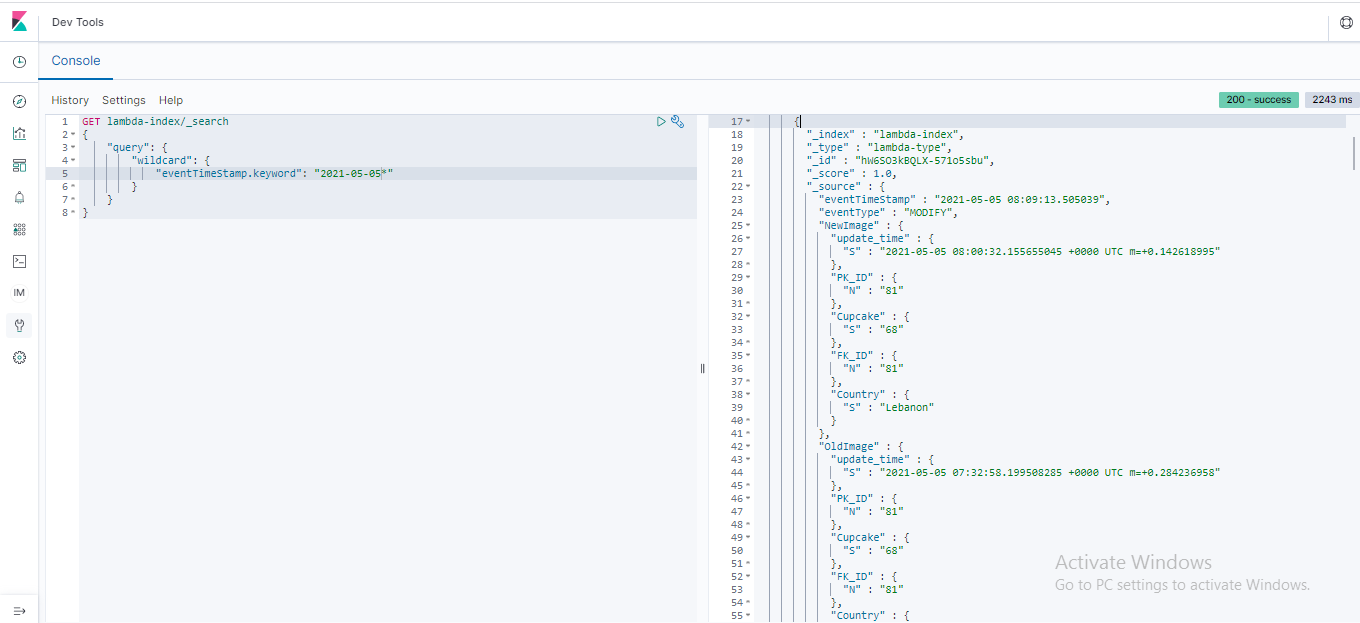 Dev Tools
Console
History Settings Help
200 - success 2243 ms
IM
1 GET lambda-index/_search
2 {
3 "query": {
4 "wildcard": {
5 "eventTimeStamp.keyword": "2021-05-05*"
6 }
7 }
8 }
17 {
18 "_index" : "lambda-index",
19 "_type" : "lambda-type",
20 "_id" : "hW6SO3kBQLX-571o5sbu",
21 "_score" : 1.0,
22 "_source" : {
23 "eventTimeStamp" : "2021-05-05 08:09:13.505039",
24 "eventType" : "MODIFY",
25 "NewImage" : {
26 "update_time" : {
27 "S" : "2021-05-05 08:00:32.155655045 +0000 UTC m=+0.142618995"
28 },
29 "PK_ID" : {
30 "N" : "81"
31 },
32 "Cupcake" : {
33 "S" : "68"
34 },
35 "FK_ID" : {
36 "N" : "81"
37 },
38 "Country" : {
39 "S" : "Lebanon"
40 }
41 },
42 "OldImage" : {
43 "update_time" : {
44 "S" : "2021-05-05 07:32:58.199508285 +0000 UTC m=+0.284236958"
45 },
46 "PK_ID" : {
47 "N" : "81"
48 },
49 "Cupcake" : {
50 "S" : "68"
51 },
52 "FK_ID" : {
53 "N" : "81"
54 },
55 "Country" : {
Activate Windows
Go to PC settings to activate Windows.